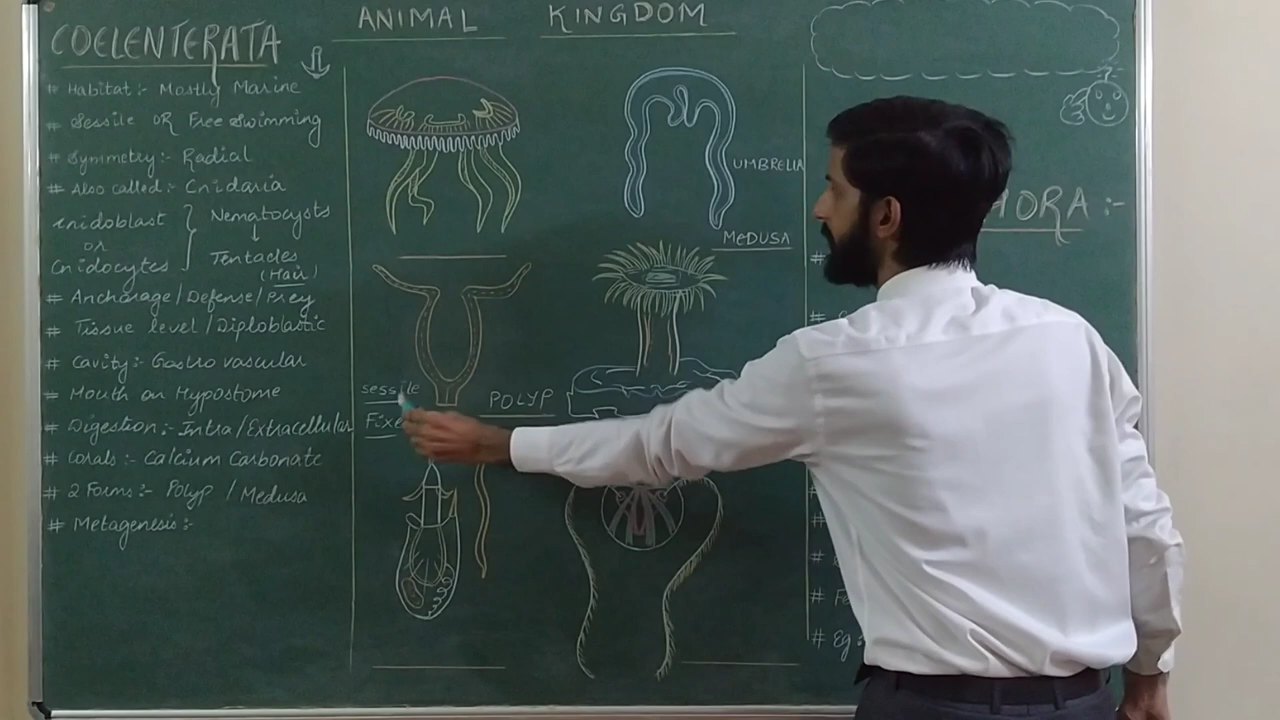 ANIMAL KINGDOM
COELENTERATA
# Habitat:- Mostly Marine
# Sessile OR Free Swimming
# Symmetry:- Radial
# Also called:- Cnidaria
Cnidoblast
or
Cnidocytes
Nematocysts
Tentacles
(Hair)
# Anchorage/Defense/Prey
# Tissue level/Diploblastic
# Cavity:- Gastro vascular
# Mouth on Hypostome
# Digestion:- Intra/Extracellular
# Corals:- Calcium Carbonate
# 2 Forms:- Polyp / Medusa
# Metagenesis:-
UMBRELLA
MEDUSA
sessile
Fixe
POLYP
HORA :-
#
#
#
#
#
# Fe
# Eg :